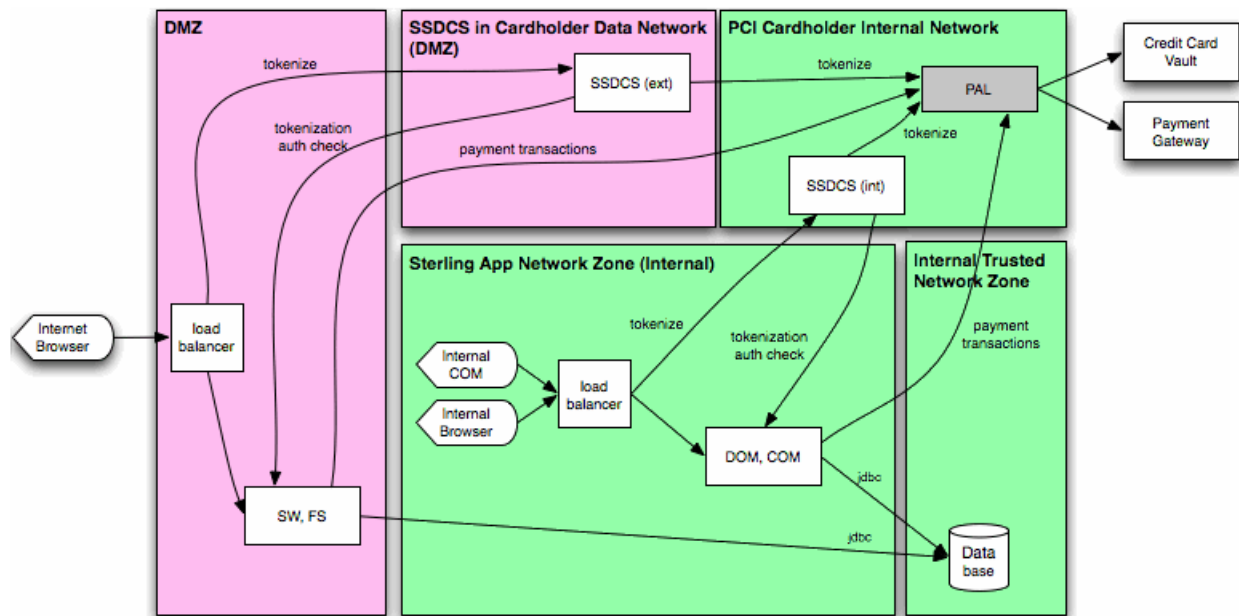 DMZ
SSDCS in Cardholder Data Network
(DMZ)
PCI Cardholder Internal Network
Credit Card
Vault
tokenize
SSDCS (ext)
tokenize
PAL
tokenization
auth check
payment transactions
tokenize
Payment
Gateway
SSDCS (int)
Sterling App Network Zone (Internal)
Internal Trusted
Network Zone
Internet
Browser
load
balancer
tokenize
tokenization
auth check
payment
transactions
Internal
COM
load
balancer
Internal
Browser
DOM, COM
jdbc
SW, FS
jdbc
Data
base